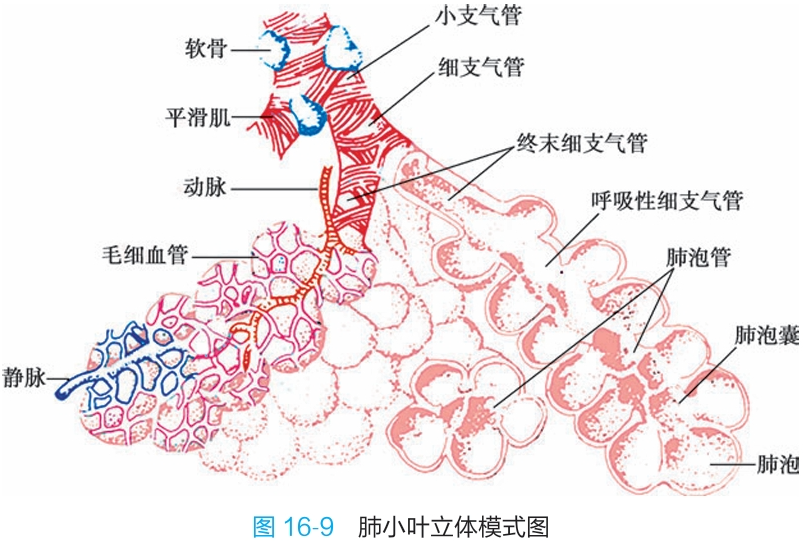 小支气管
软骨
细支气管
平滑肌
终末细支气管
动脉
呼吸性细支气管
毛细血管
肺泡管
肺泡囊
静脉
肺泡
图 16-9 肺小叶立体模式图